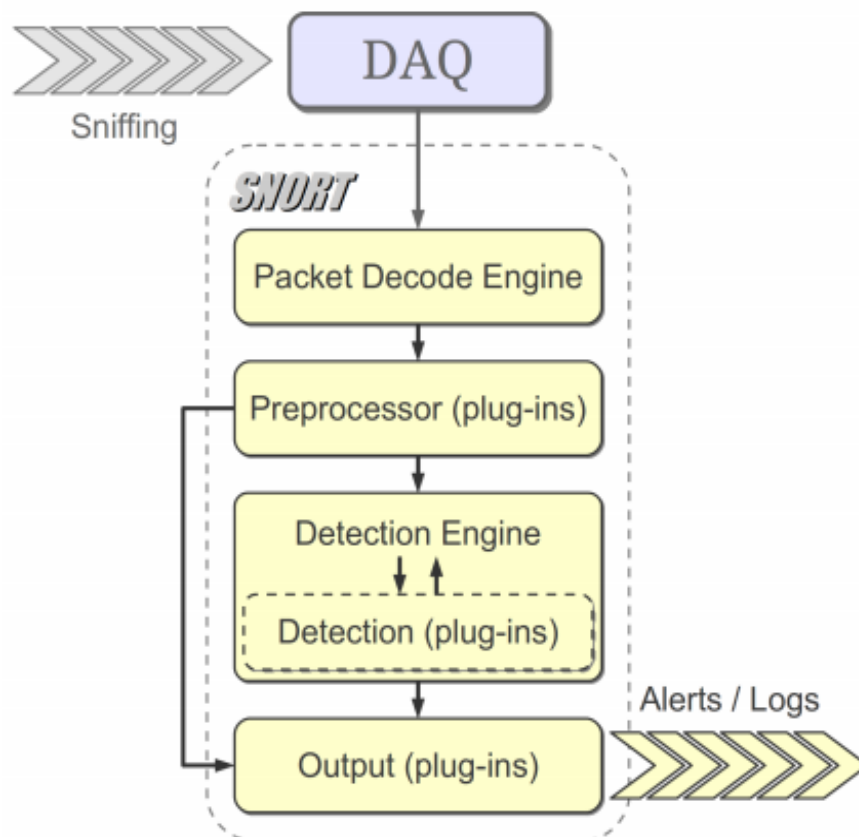 DAQ
Sniffing
SNORT
Packet Decode Engine
Preprocessor (plug-ins)
Detection Engine
Detection (plug-ins)
Alerts / Logs
Output (plug-ins)